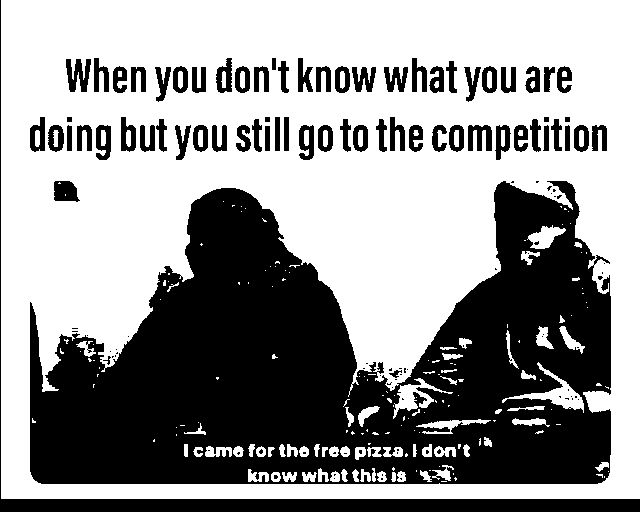 When you don't know what you are
doing but you still go to the competition
I came for the free pizza. I don't
know what this is